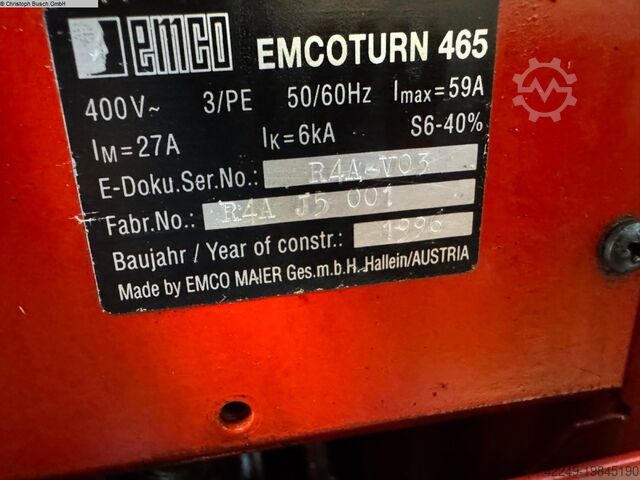 © Christoph Busch GmbH
emco EMCOTURN 465
400V~ 3/PE 50/60Hz Imax=59A
IM=27A IK=6kA S6-40%
E-Doku.Ser.No.: R4A-V03
Fabr.No.: R4A J5 001
Baujahr / Year of constr.: 1996
Made by EMCO MAIER Ges.m.b.H. Hallein/AUSTRIA
19845190